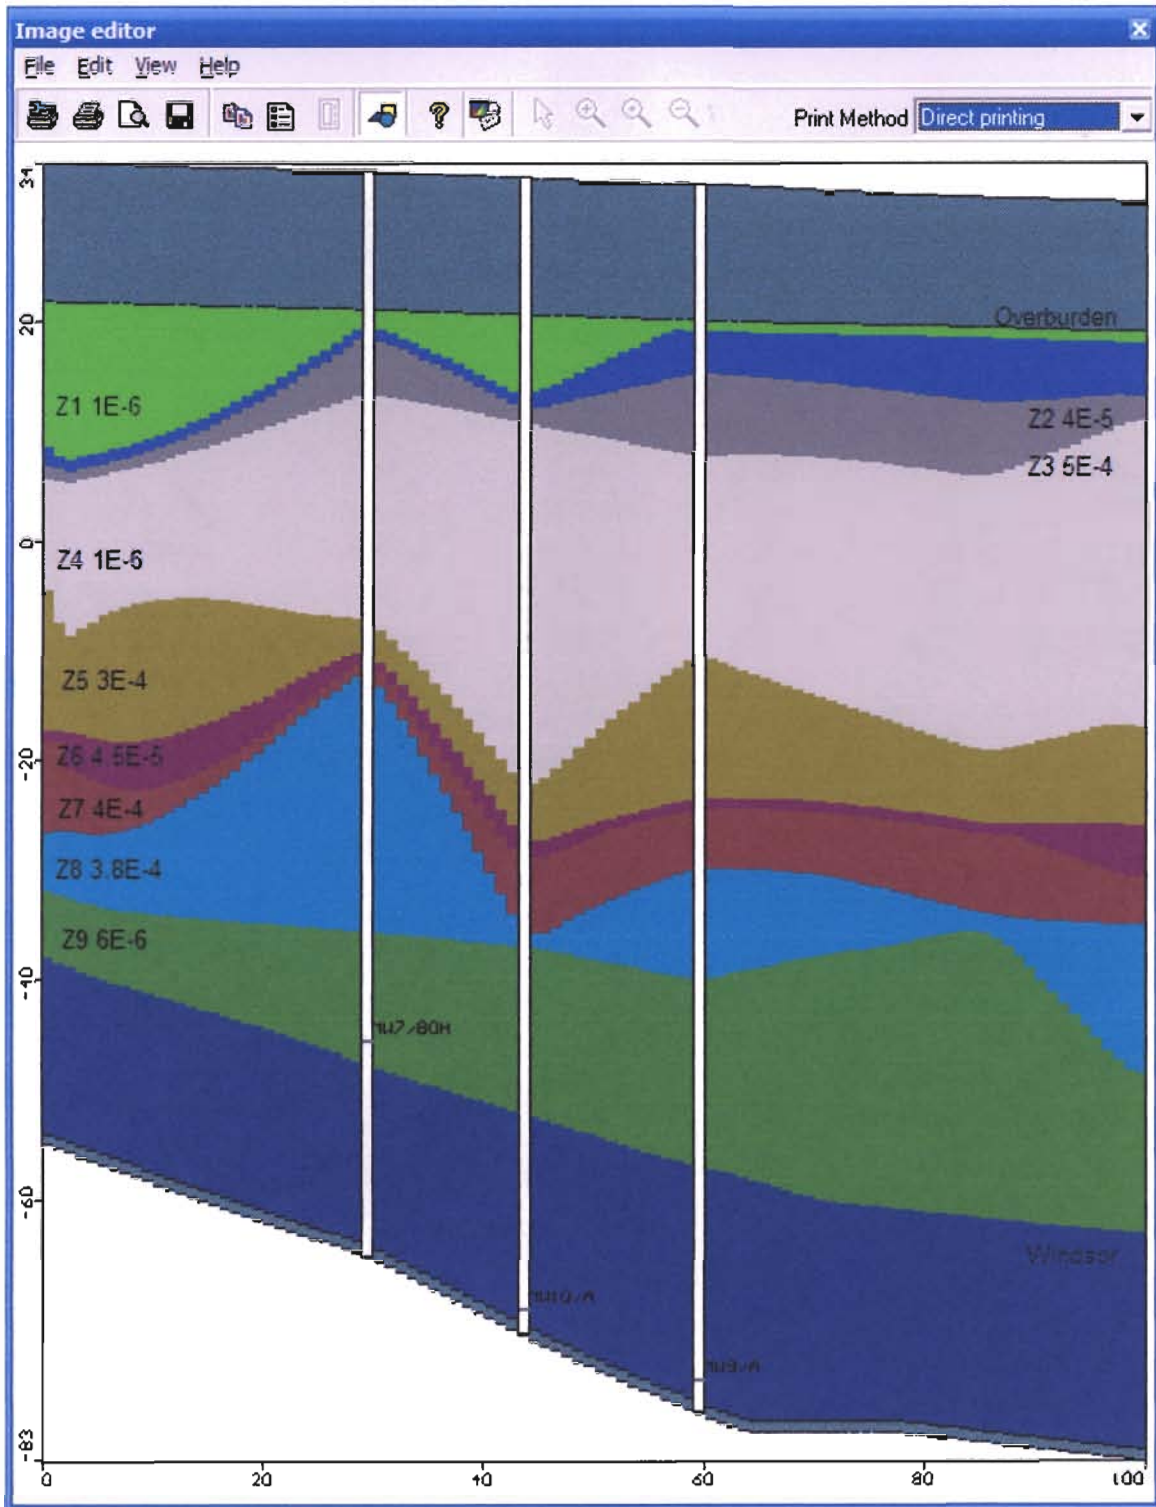 Image editor
File Edit View Help
Print Method Direct printing
34
20
0
-20
-40
-60
-83
Overburden
Z1 1E-6
Z2 4E-5
Z3 5E-4
Z4 1E-6
Z5 3E-4
Z6 4.5E-5
Z7 4E-4
Z8 3.8E-4
Z9 6E-6
Windsor
0 20 40 60 80 100